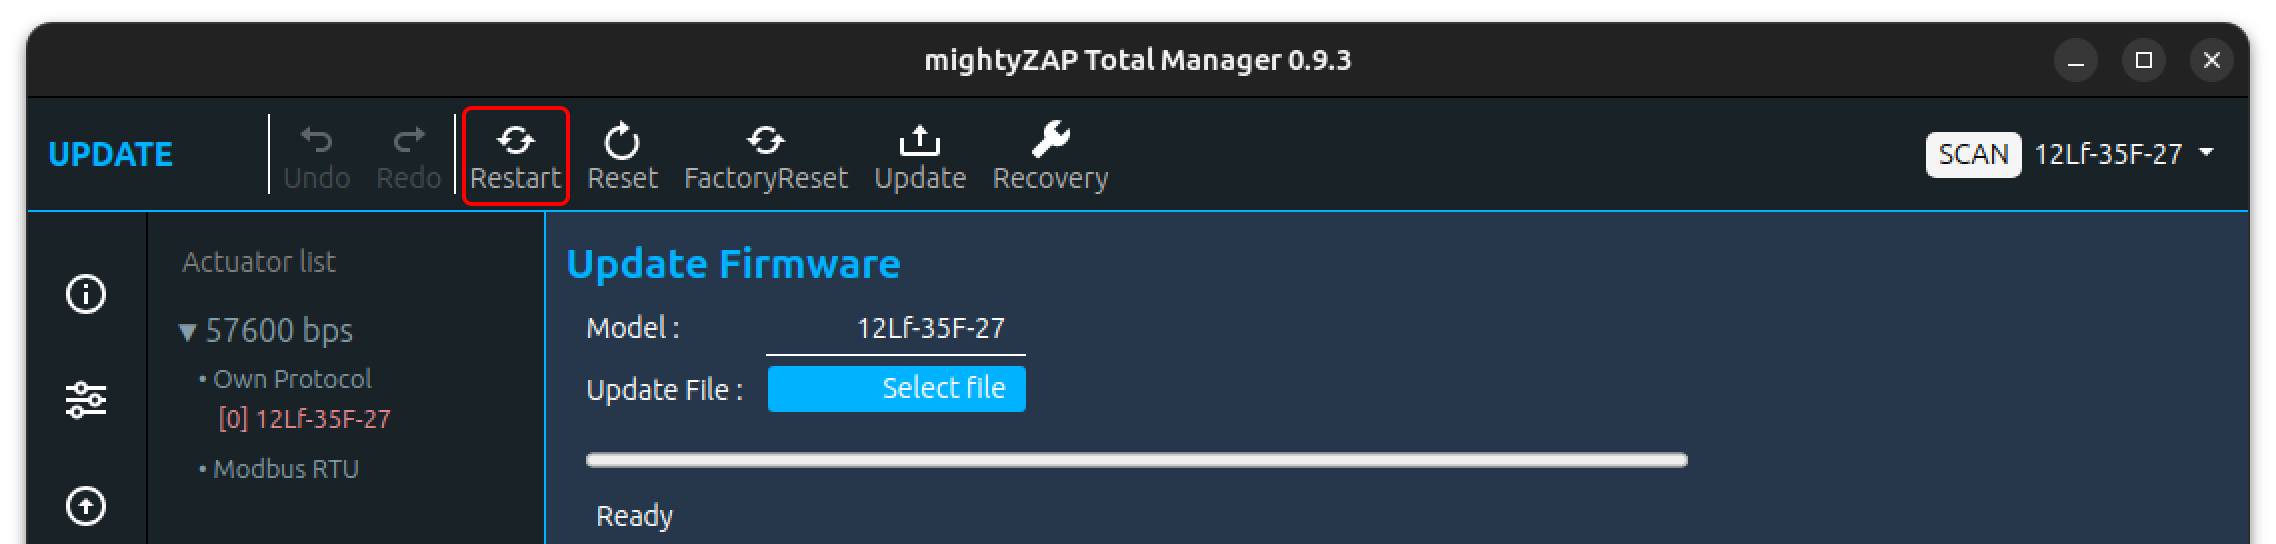 mightyZAP Total Manager 0.9.3
UPDATE
Undo
Redo
Restart
Reset
FactoryReset
Update
Recovery
SCAN
12Lf-35F-27
Actuator list
▼ 57600 bps
• Own Protocol
[0] 12Lf-35F-27
• Modbus RTU
Update Firmware
Model : 12Lf-35F-27
Update File : Select file
Ready